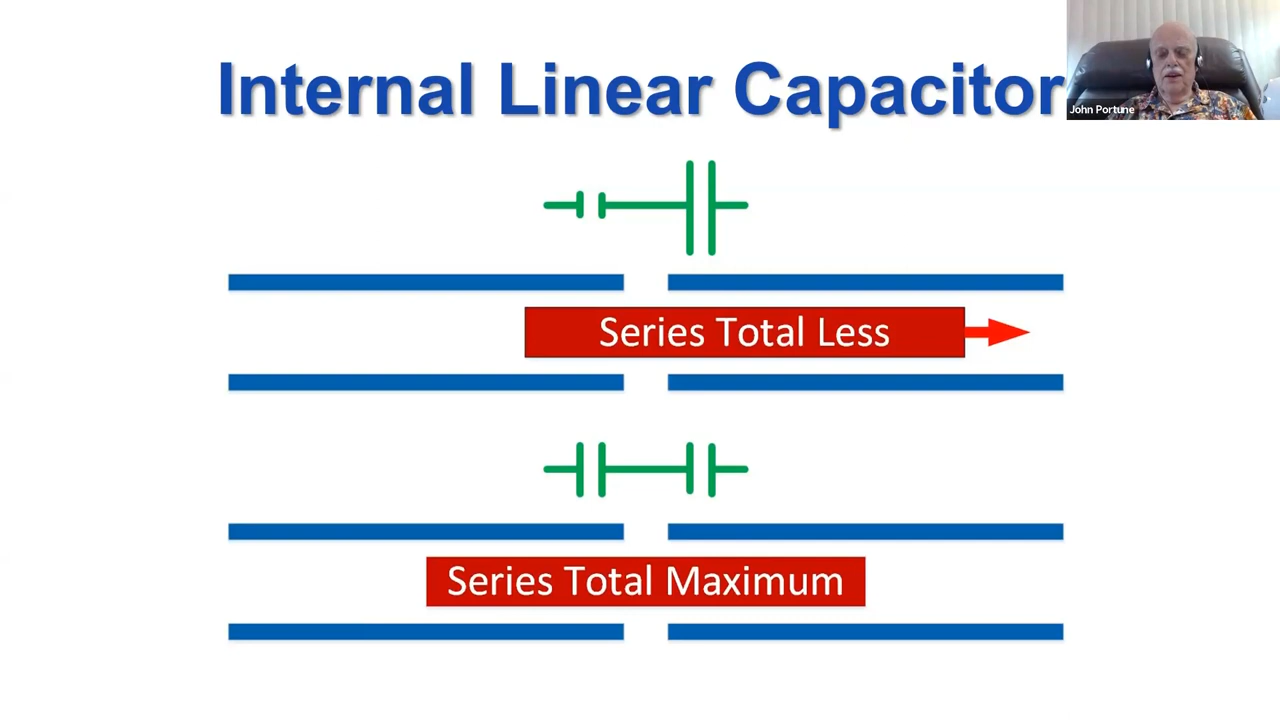 Internal Linear Capacitor
John Portune
Series Total Less
Series Total Maximum